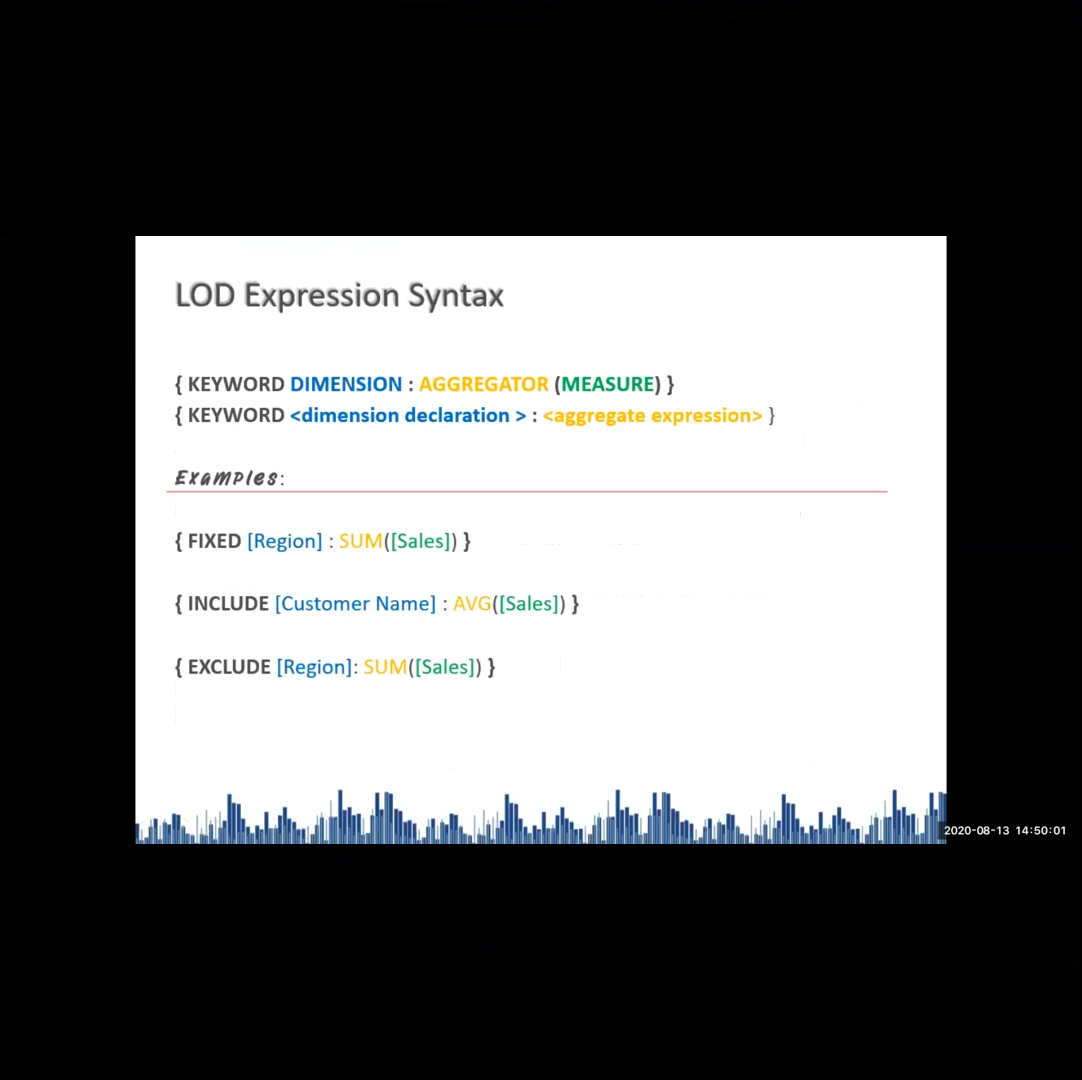 LOD Expression Syntax
{ KEYWORD DIMENSION : AGGREGATOR (MEASURE) }
{ KEYWORD <dimension declaration > : <aggregate expression> }
Examples:
{ FIXED [Region] : SUM([Sales]) }
{ INCLUDE [Customer Name] : AVG([Sales]) }
{ EXCLUDE [Region]: SUM([Sales]) }
2020-08-13 14:50:01